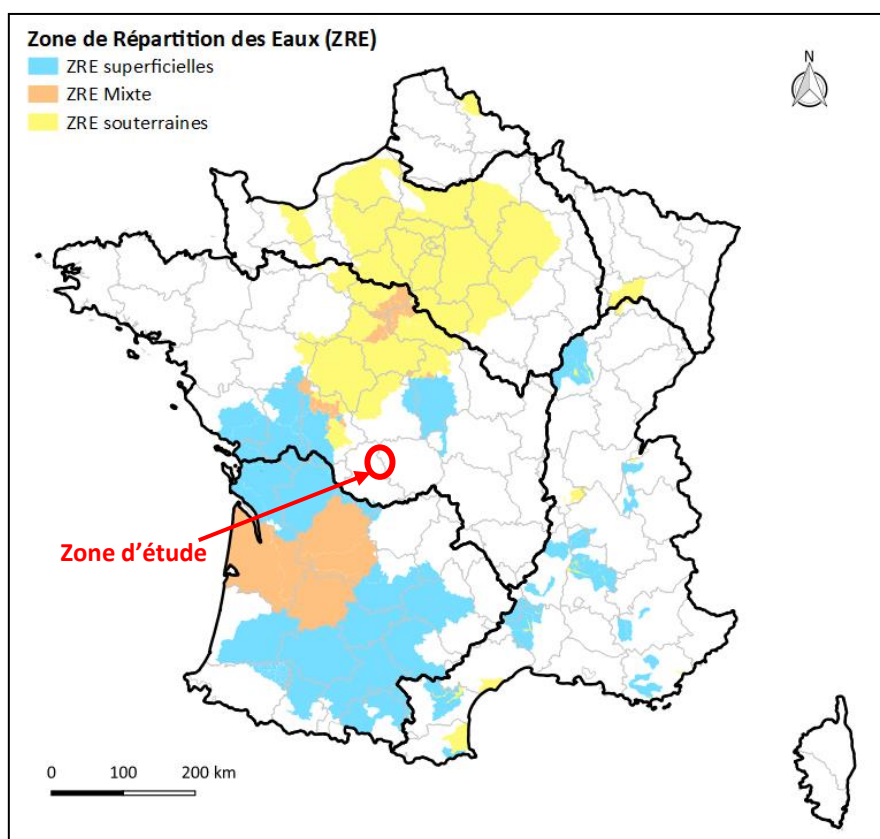 Zone de Répartition des Eaux (ZRE)
ZRE superficielles
ZRE Mixte
ZRE souterraines
N
Zone d’étude
0 100 200 km